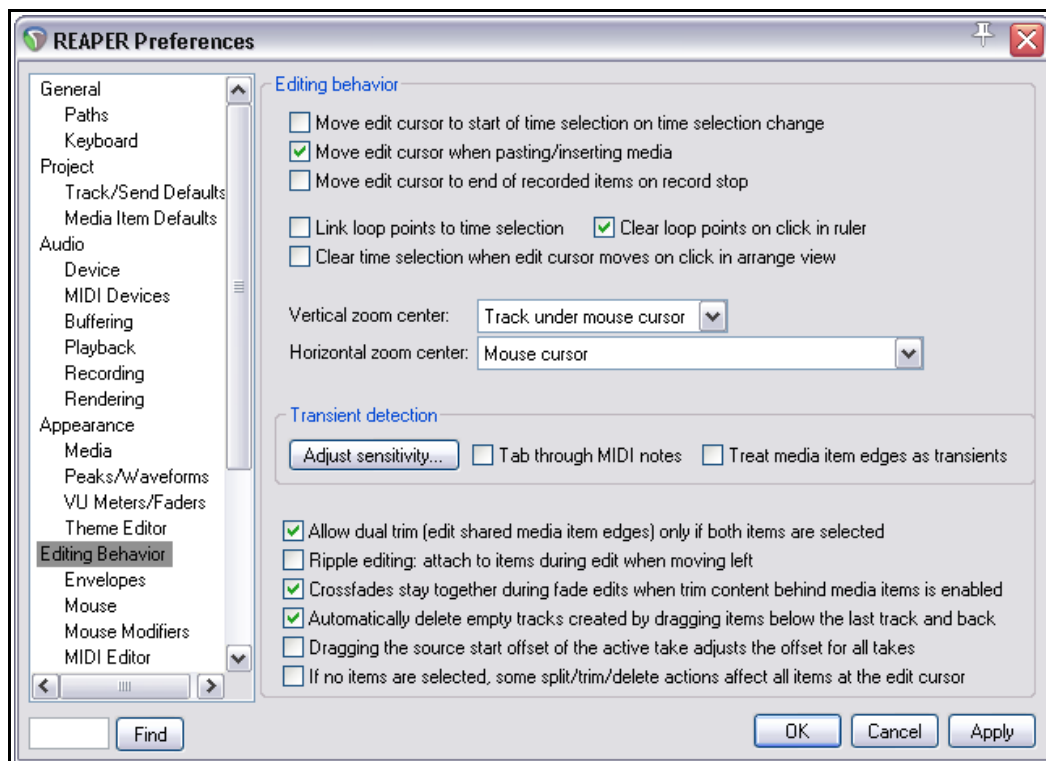 REAPER Preferences
General
Paths
Keyboard
Project
Track/Send Defaults
Media Item Defaults
Audio
Device
MIDI Devices
Buffering
Playback
Recording
Rendering
Appearance
Media
Peaks/Waveforms
VU Meters/Faders
Theme Editor
Editing Behavior
Envelopes
Mouse
Mouse Modifiers
MIDI Editor
Find
Editing behavior
Move edit cursor to start of time selection on time selection change
Move edit cursor when pasting/inserting media
Move edit cursor to end of recorded items on record stop
Link loop points to time selection Clear loop points on click in ruler
Clear time selection when edit cursor moves on click in arrange view
Vertical zoom center: Track under mouse cursor
Horizontal zoom center: Mouse cursor
Transient detection
Adjust sensitivity... Tab through MIDI notes Treat media item edges as transients
Allow dual trim (edit shared media item edges) only if both items are selected
Ripple editing: attach to items during edit when moving left
Crossfades stay together during fade edits when trim content behind media items is enabled
Automatically delete empty tracks created by dragging items below the last track and back
Dragging the source start offset of the active take adjusts the offset for all takes
If no items are selected, some split/trim/delete actions affect all items at the edit cursor
OK Cancel Apply